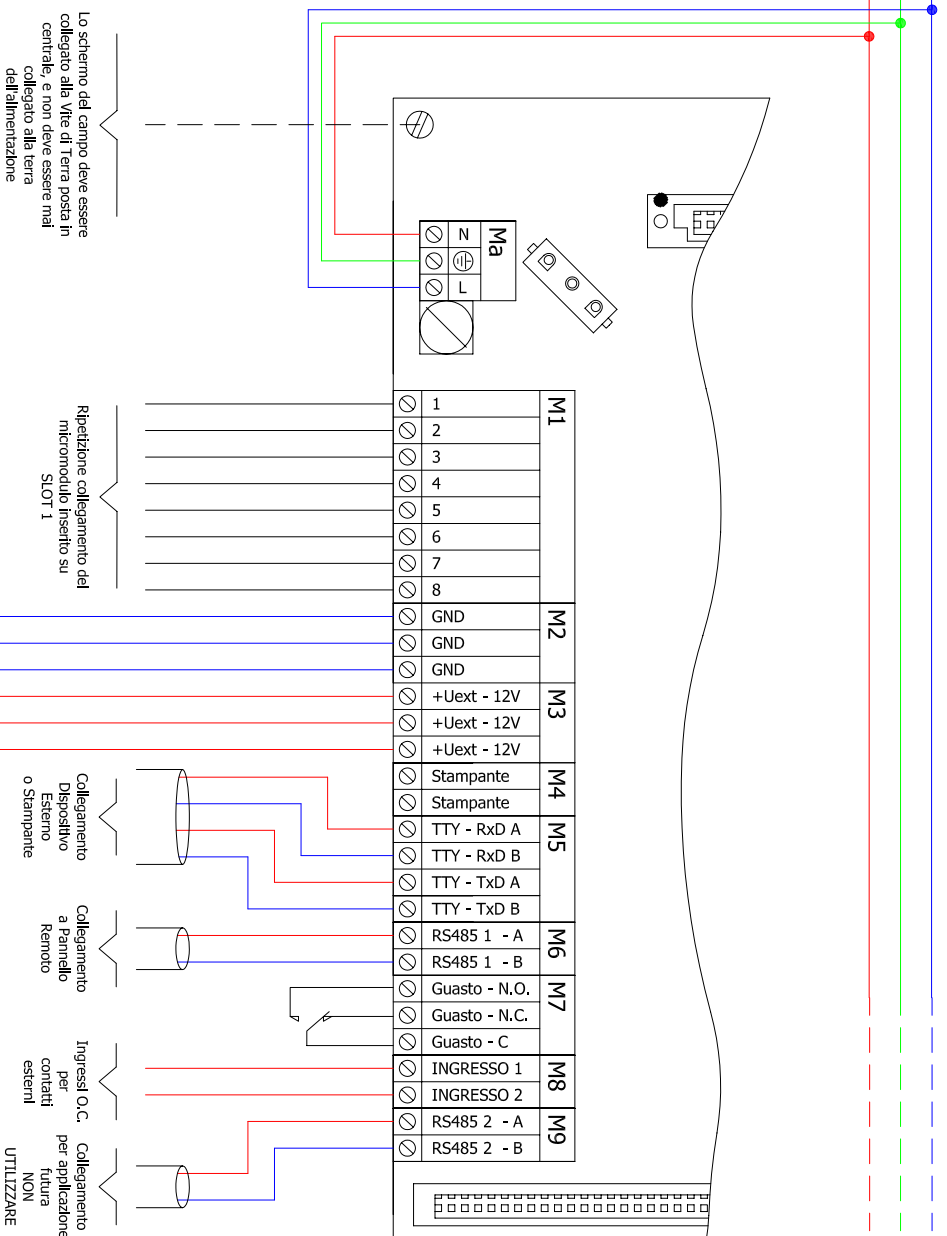 Lo schermo del campo deve essere
collegato alla Vite di Terra posta in
centrale, e non deve essere mai
collegato alla terra
dell'alimentazione
Ma
N
L
Ripetizione collegamento del
micromodulo inserito su
SLOT 1
M1
1
2
3
4
5
6
7
8
M2
GND
GND
GND
M3
+Uext - 12V
+Uext - 12V
+Uext - 12V
M4
Stampante
Stampante
M5
TTY - RxD A
TTY - RxD B
TTY - TxD A
TTY - TxD B
Collegamento
Dispositivo
Esterno
o Stampante
M6
RS485 1 - A
RS485 1 - B
Collegamento
a Pannello
Remoto
M7
Guasto - N.O.
Guasto - N.C.
Guasto - C
M8
INGRESSO 1
INGRESSO 2
Ingressi O.C.
per
contatti
esterni
M9
RS485 2 - A
RS485 2 - B
Collegamento
per applicazione
futura
NON
UTILIZZARE